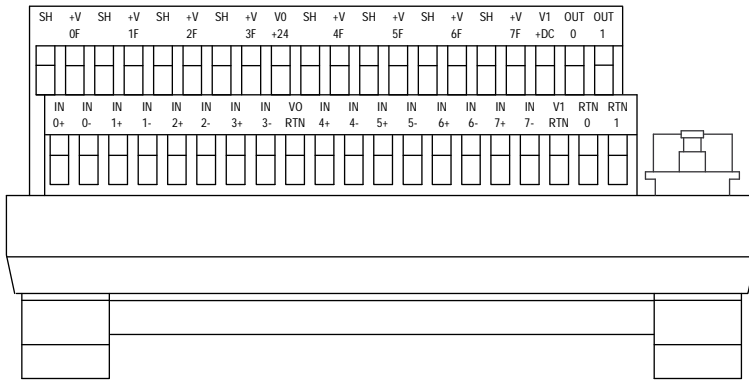 SH +V SH +V SH +V SH +V V0 SH +V SH +V SH +V SH +V V1 OUT OUT
0F 1F 2F 3F +24 4F 5F 6F 7F +DC 0 1
IN IN IN IN IN IN IN IN VO IN IN IN IN IN IN IN IN V1 RTN RTN
0+ 0- 1+ 1- 2+ 2- 3+ 3- RTN 4+ 4- 5+ 5- 6+ 6- 7+ 7- RTN 0 1